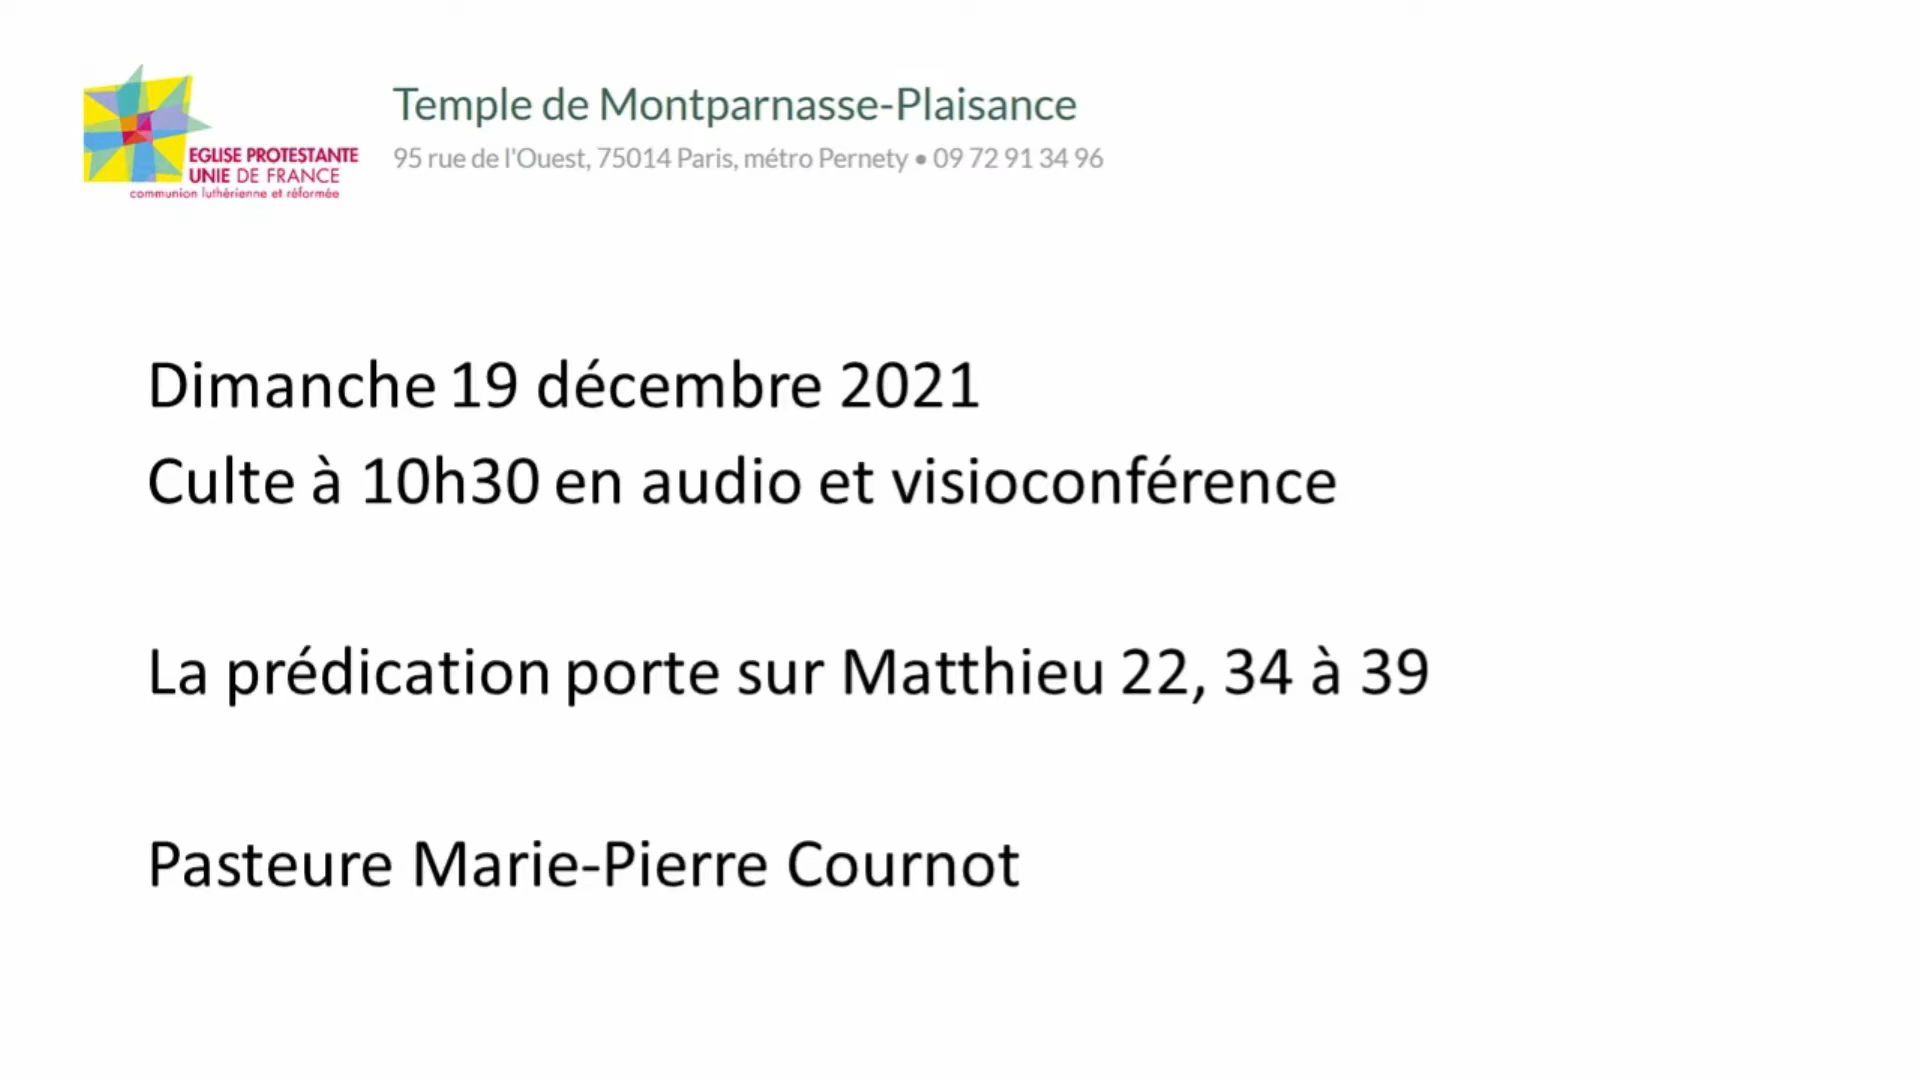 EGLISE PROTESTANTE
UNIE DE FRANCE
communion luthérienne et réformée
Temple de Montparnasse-Plaisance
95 rue de l'Ouest, 75014 Paris, métro Pernety • 09 72 91 34 96
Dimanche 19 décembre 2021
Culte à 10h30 en audio et visioconférence
La prédication porte sur Matthieu 22, 34 à 39
Pasteure Marie-Pierre Cournot